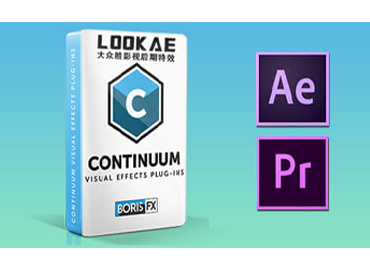 LOOKAE
大众脸影视后期特效
C
CONTINUUM
VISUAL EFFECTS PLUG-INS
BORIS FX
CONTINUUM
VISUAL EFFECTS PLUG-INS
Ae
Pr